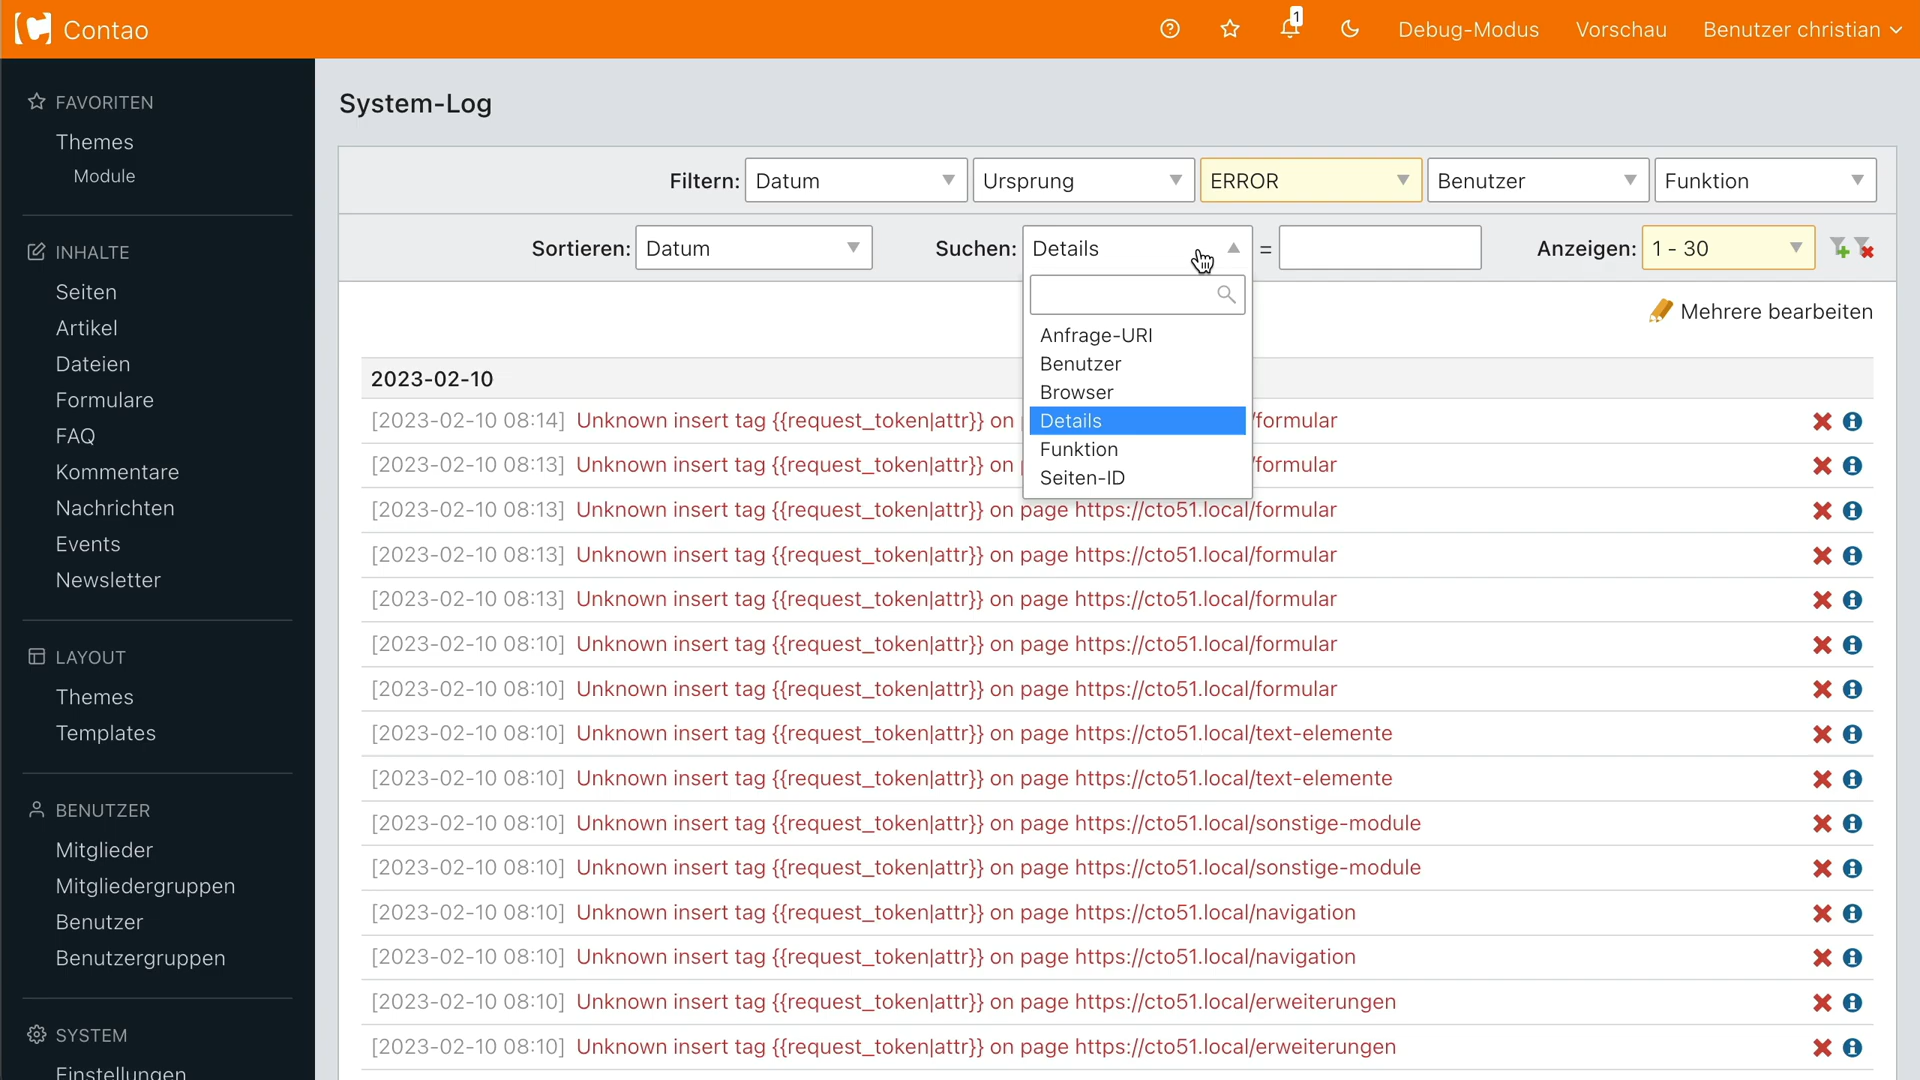 Contao
1
Debug-Modus
Vorschau
Benutzer christian
FAVORITEN
Themes
Module
INHALTE
Seiten
Artikel
Dateien
Formulare
FAQ
Kommentare
Nachrichten
Events
Newsletter
LAYOUT
Themes
Templates
BENUTZER
Mitglieder
Mitgliedergruppen
Benutzer
Benutzergruppen
SYSTEM
Einstellungen
System-Log
Filtern: Datum Ursprung ERROR Benutzer Funktion
Sortieren: Datum Suchen: Details = Anzeigen: 1 - 30
Anfrage-URI
Benutzer
Browser
Details
Funktion
Seiten-ID
Mehrere bearbeiten
2023-02-10
[2023-02-10 08:14] Unknown insert tag {{request_token|attr}} on /formular
[2023-02-10 08:13] Unknown insert tag {{request_token|attr}} on /formular
[2023-02-10 08:13] Unknown insert tag {{request_token|attr}} on page https://cto51.local/formular
[2023-02-10 08:13] Unknown insert tag {{request_token|attr}} on page https://cto51.local/formular
[2023-02-10 08:13] Unknown insert tag {{request_token|attr}} on page https://cto51.local/formular
[2023-02-10 08:10] Unknown insert tag {{request_token|attr}} on page https://cto51.local/formular
[2023-02-10 08:10] Unknown insert tag {{request_token|attr}} on page https://cto51.local/formular
[2023-02-10 08:10] Unknown insert tag {{request_token|attr}} on page https://cto51.local/text-elemente
[2023-02-10 08:10] Unknown insert tag {{request_token|attr}} on page https://cto51.local/text-elemente
[2023-02-10 08:10] Unknown insert tag {{request_token|attr}} on page https://cto51.local/sonstige-module
[2023-02-10 08:10] Unknown insert tag {{request_token|attr}} on page https://cto51.local/sonstige-module
[2023-02-10 08:10] Unknown insert tag {{request_token|attr}} on page https://cto51.local/navigation
[2023-02-10 08:10] Unknown insert tag {{request_token|attr}} on page https://cto51.local/navigation
[2023-02-10 08:10] Unknown insert tag {{request_token|attr}} on page https://cto51.local/erweiterungen
[2023-02-10 08:10] Unknown insert tag {{request_token|attr}} on page https://cto51.local/erweiterungen